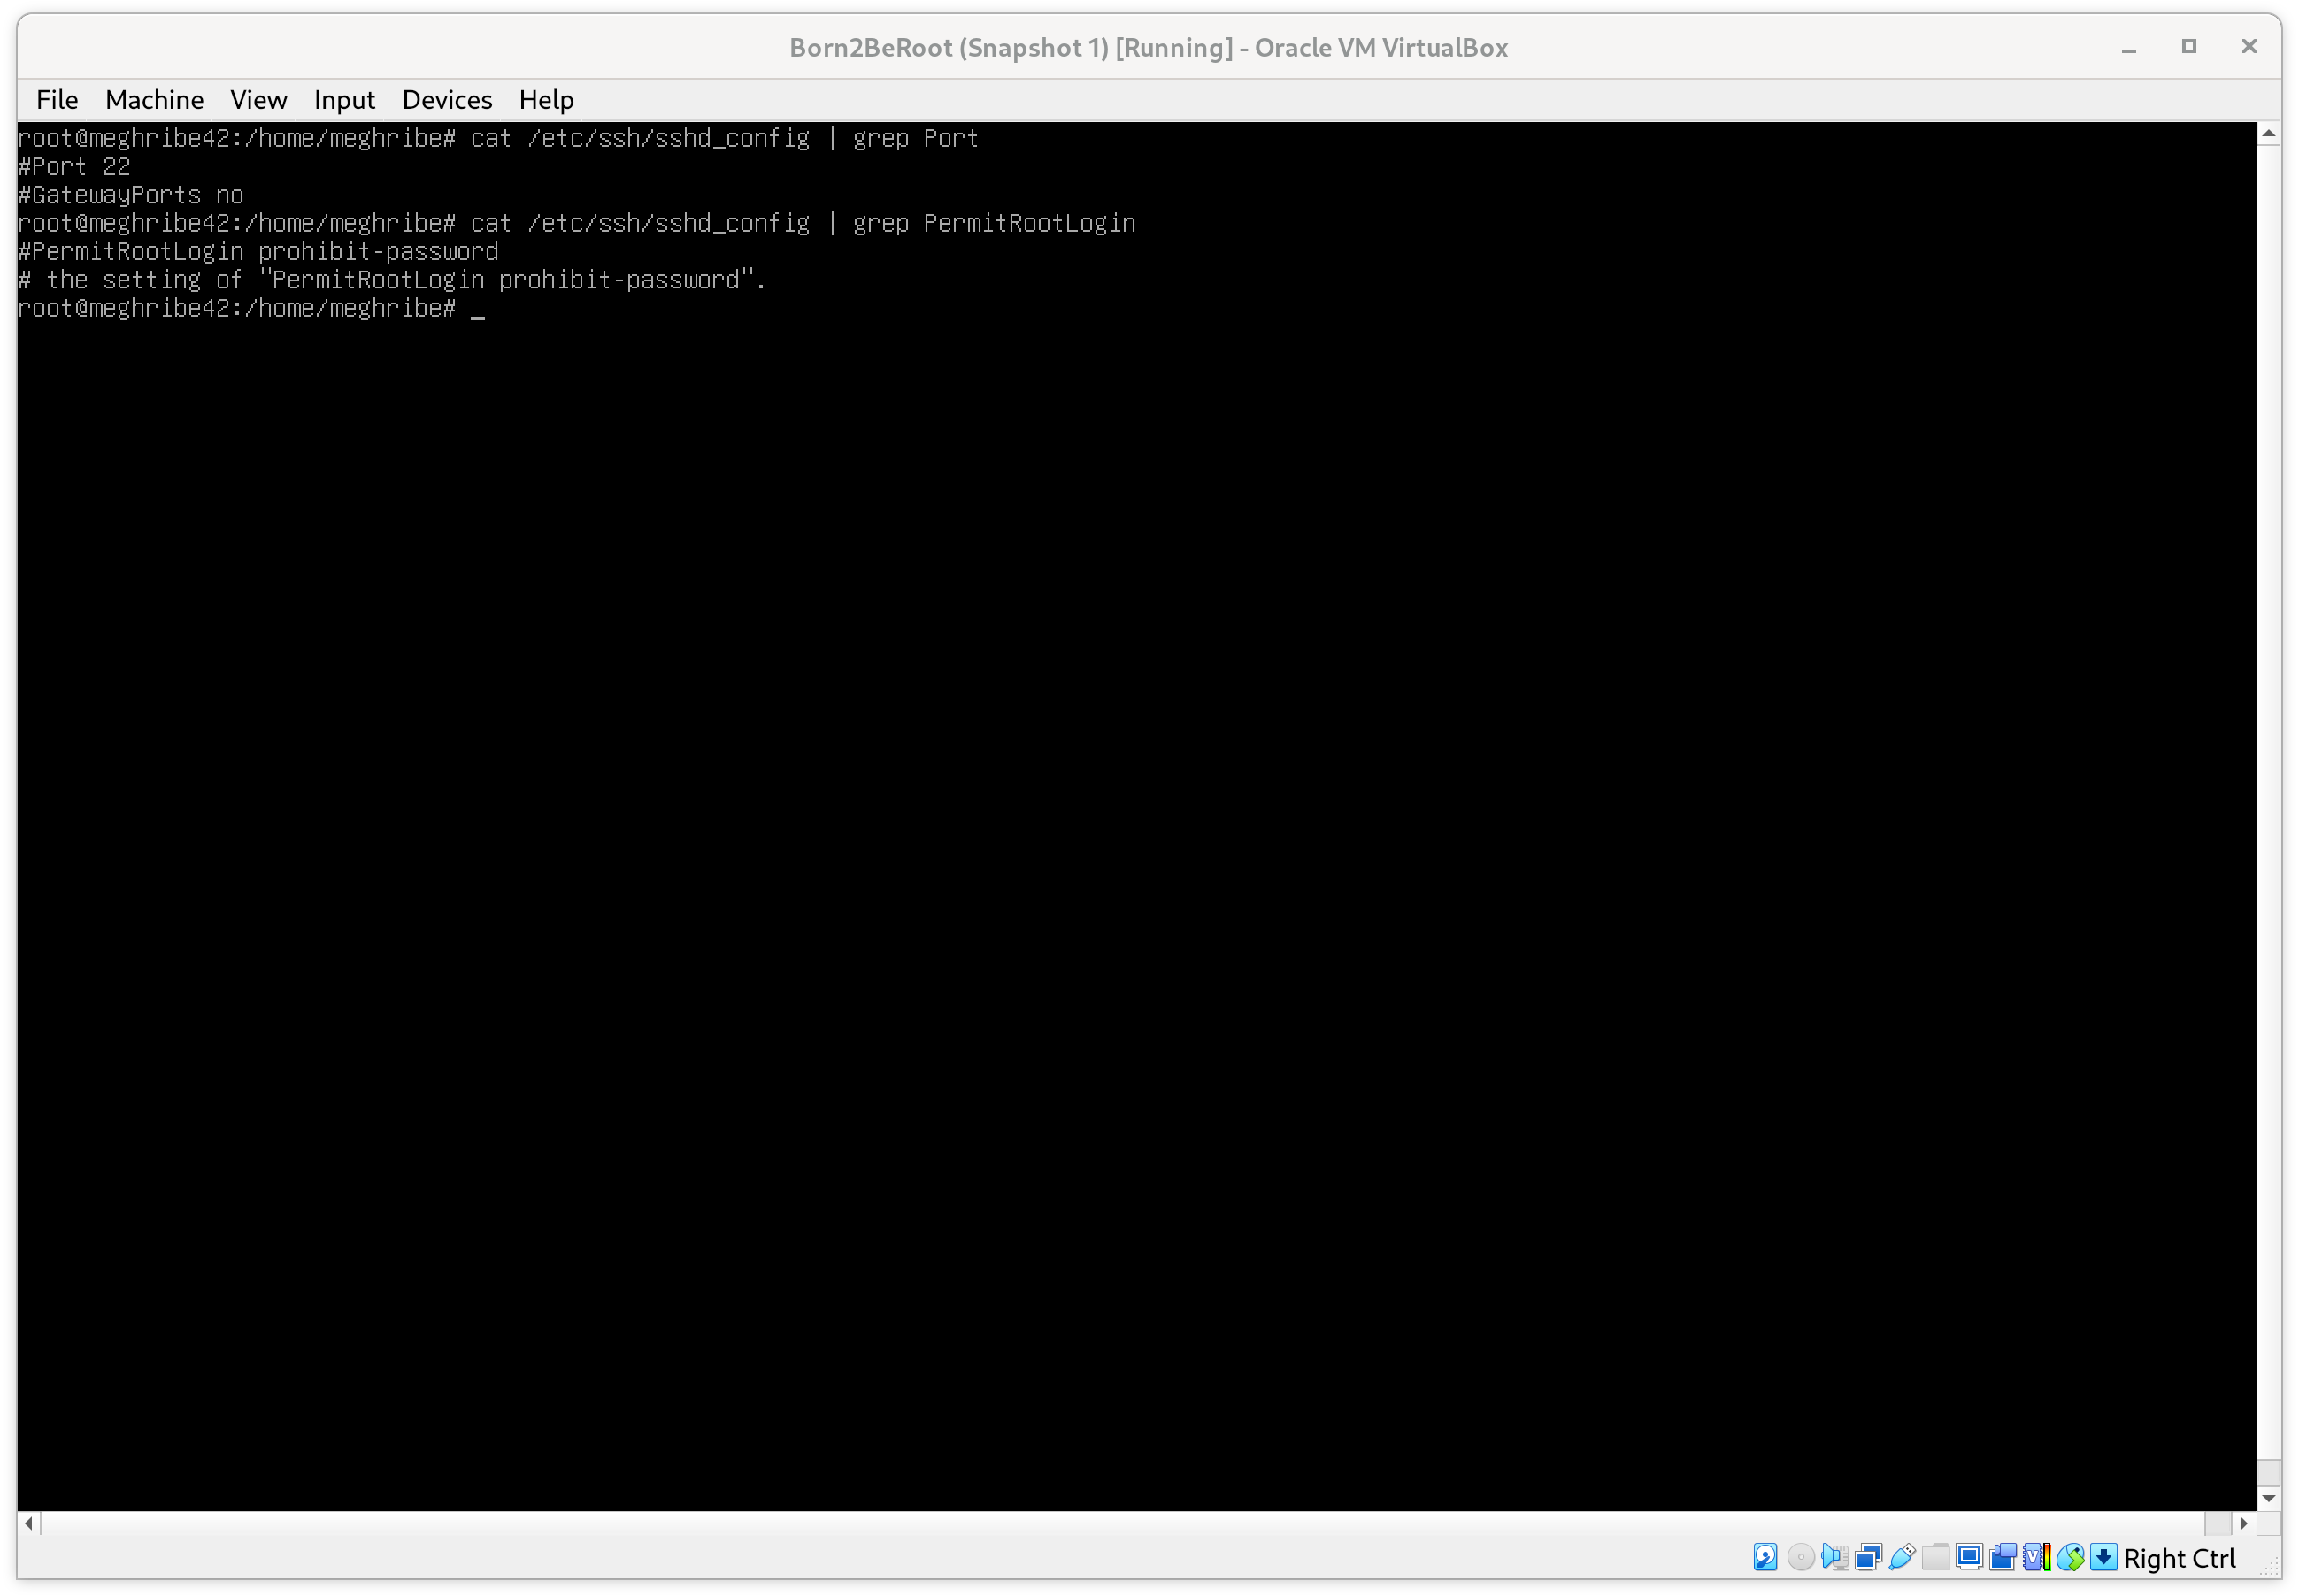 Born2BeRoot (Snapshot 1) [Running] - Oracle VM VirtualBox
File Machine View Input Devices Help
root@meghribe42:/home/meghribe# cat /etc/ssh/sshd_config | grep Port
#Port 22
#GatewayPorts no
root@meghribe42:/home/meghribe# cat /etc/ssh/sshd_config | grep PermitRootLogin
#PermitRootLogin prohibit-password
# the setting of "PermitRootLogin prohibit-password".
root@meghribe42:/home/meghribe# _
Right Ctrl